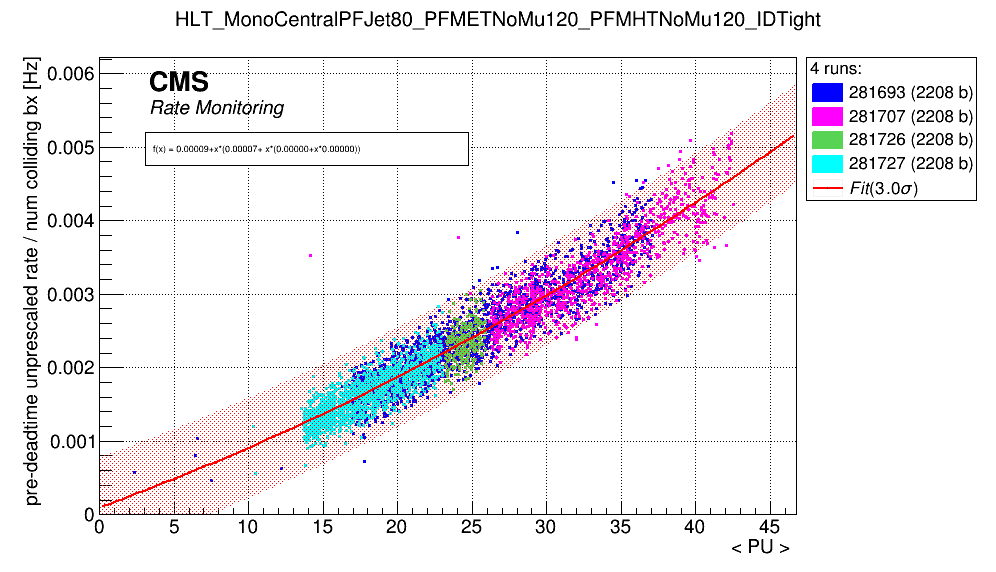 HLT_MonoCentralPFJet80_PFMETNoMu120_PFMHTNoMu120_IDTight
pre-deadtime unprescaled rate / num colliding bx [Hz]
0.006
0.005
0.004
0.003
0.002
0.001
0
CMS
Rate Monitoring
f(x) = 0.00009+x*(0.00007+ x*(0.00000+x*0.00000))
4 runs:
281693 (2208 b)
281707 (2208 b)
281726 (2208 b)
281727 (2208 b)
Fit(3.0σ)
0 5 10 15 20 25 30 35 40 45
< PU >